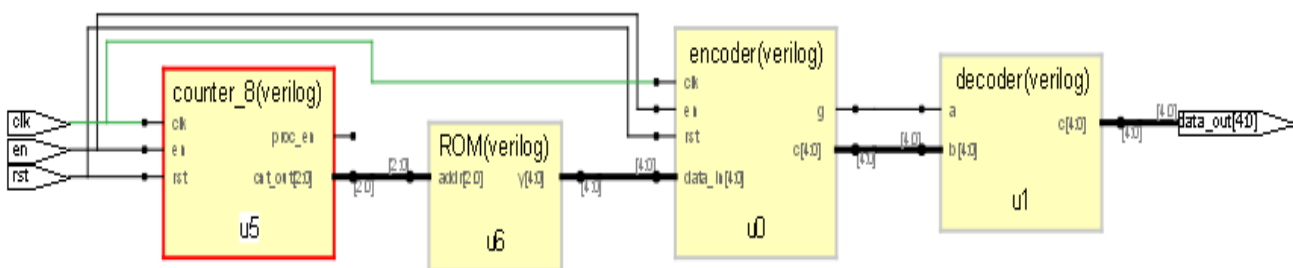 clk
en
rst
counter_8(verilog)
clk
proc_en
en
rst
cnt_out[2:0]
u5
[2:0]
[2:0]
ROM(verilog)
addr[2:0]
y[4:0]
u6
[4:0]
[4:0]
encoder(verilog)
clk
en
g
rst
c[4:0]
data_in[4:0]
u0
[4:0]
[4:0]
decoder(verilog)
a
c[4:0]
b[4:0]
u1
[4:0]
[4:0]
data_out[4:0]